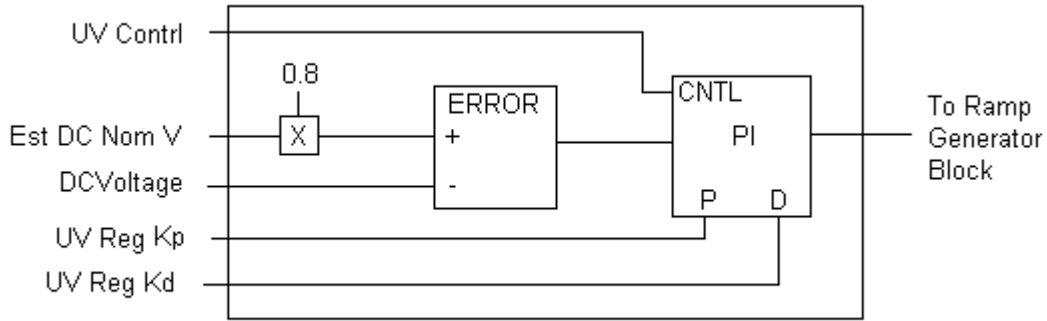 UV Contrl
0.8
ERROR
CNTL
To Ramp
Generator
Block
Est DC Nom V
X
+
PI
DCVoltage
-
P D
UV Reg Kp
UV Reg Kd